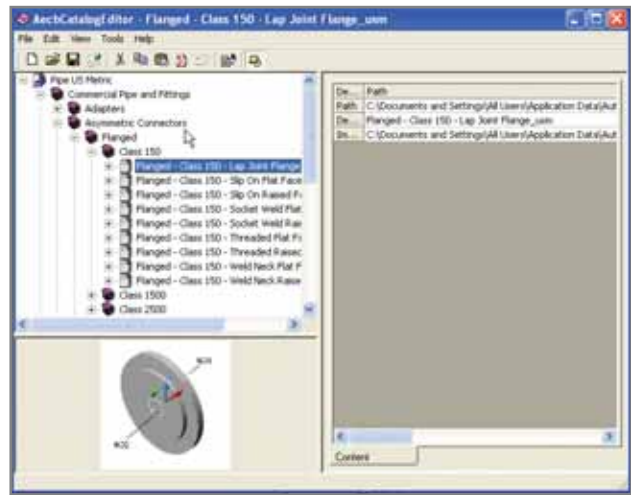 AecbCatalogEditor - Flanged - Class 150 - Lap Joint Flange_usm
File Edit View Tools Help
Pipe US Metric
Commercial Pipe and Fittings
Adapters
Asymmetric Connectors
Flanged
Class 150
Flanged - Class 150 - Lap Joint Flange
Flanged - Class 150 - Slip On Flat Face
Flanged - Class 150 - Slip On Raised F
Flanged - Class 150 - Socket Weld Flat
Flanged - Class 150 - Socket Weld Rai
Flanged - Class 150 - Threaded Flat F
Flanged - Class 150 - Threaded Raised
Flanged - Class 150 - Weld Neck Flat F
Flanged - Class 150 - Weld Neck Raise
Class 1500
Class 2500
De... Path
Path C:\Documents and Settings\All Users\Application Data\Aut
De... Flanged - Class 150 - Lap Joint Flange_usm
C:\Documents and Settings\All Users\Application Data\Aut
Content